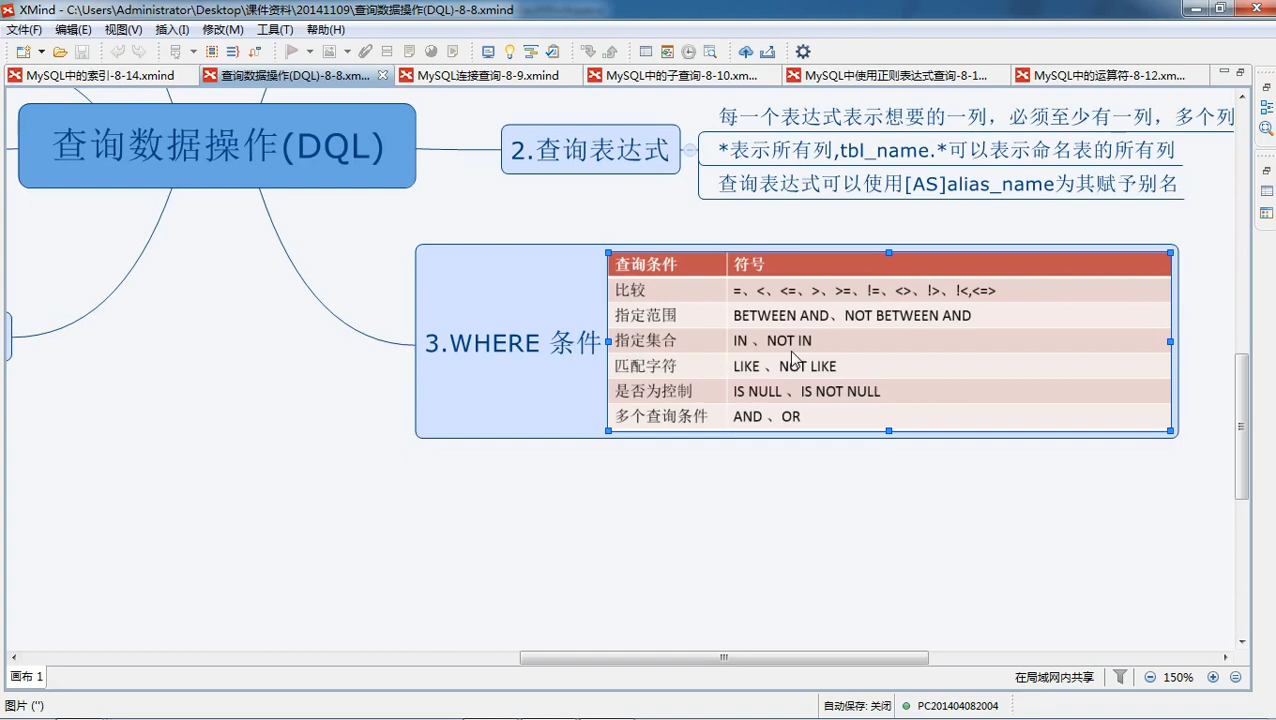 XMind - C:\Users\Administrator\Desktop\课件资料\20141109\查询数据操作(DQL)-8-8.xmind
文件(F) 编辑(E) 视图(V) 插入(I) 修改(M) 工具(T) 帮助(H)
MySQL中的索引-8-14.xmind 查询数据操作(DQL)-8-8.xm... MySQL连接查询-8-9.xmind MySQL中的子查询-8-10.xm... MySQL中使用正则表达式查询-8-1... MySQL中的运算符-8-12.xm...
查询数据操作(DQL)
2.查询表达式
每一个表达式表示想要的一列，必须至少有一列，多个列
*表示所有列,tbl_name.*可以表示命名表的所有列
查询表达式可以使用[AS]alias_name为其赋予别名
3.WHERE 条件
查询条件 符号
比较 =、<、<=、>、>=、!=、<>、!>、!<,<=>
指定范围 BETWEEN AND、NOT BETWEEN AND
指定集合 IN 、NOT IN
匹配字符 LIKE 、NOT LIKE
是否为控制 IS NULL 、IS NOT NULL
多个查询条件 AND 、OR
画布 1
在局域网内共享 150%
图片 ('')
自动保存: 关闭 PC201404082004